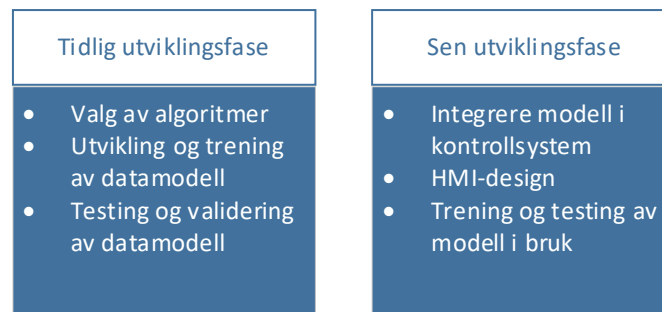 Tidlig utviklingsfase
• Valg av algoritmer
• Utvikling og trening
av datamodell
• Testing og validering
av datamodell
Sen utviklingsfase
• Integrere modell i
kontrollsystem
• HMI-design
• Trening og testing av
modell i bruk